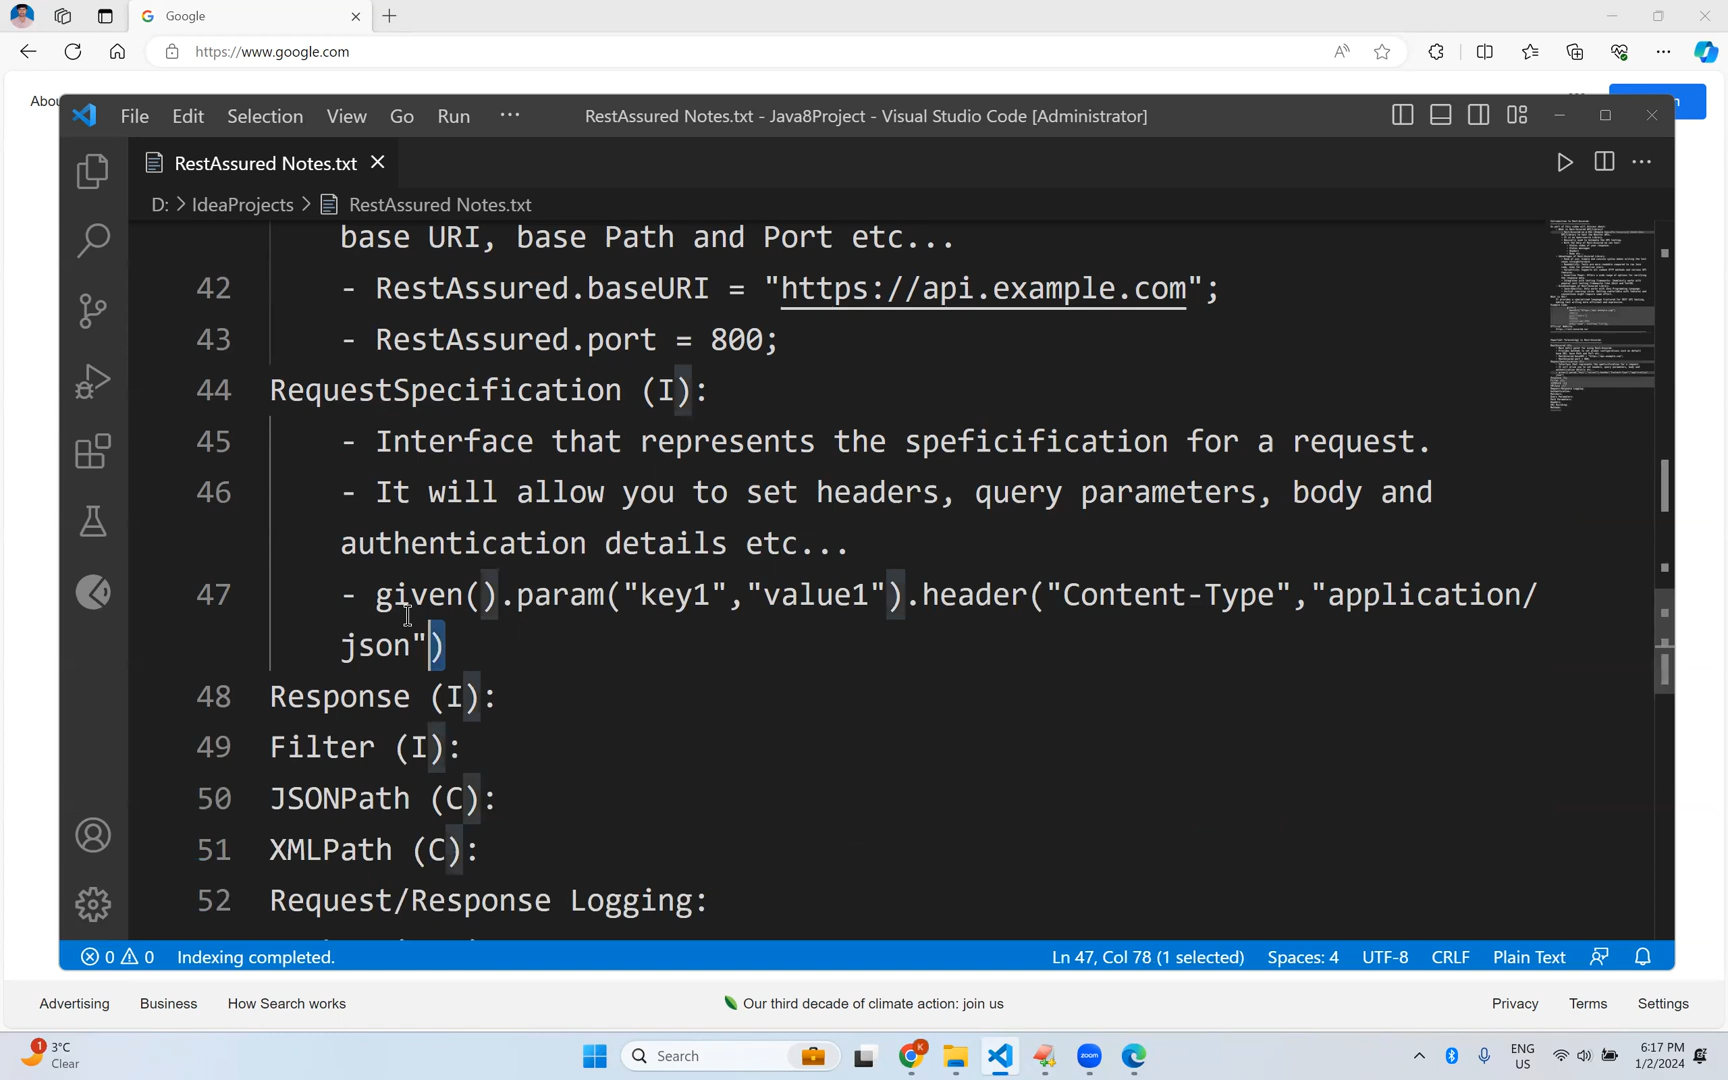 Google
https://www.google.com
Abou
File Edit Selection View Go Run ... RestAssured Notes.txt - Java8Project - Visual Studio Code [Administrator]
RestAssured Notes.txt
D: > IdeaProjects > RestAssured Notes.txt
base URI, base Path and Port etc...
42 - RestAssured.baseURI = "https://api.example.com";
43 - RestAssured.port = 800;
44 RequestSpecification (I):
45 - Interface that represents the speficification for a request.
46 - It will allow you to set headers, query parameters, body and
authentication details etc...
47 - given().param("key1","value1").header("Content-Type","application/
json")
48 Response (I):
49 Filter (I):
50 JSONPath (C):
51 XMLPath (C):
52 Request/Response Logging:
0 0 Indexing completed. Ln 47, Col 78 (1 selected) Spaces: 4 UTF-8 CRLF Plain Text
Advertising Business How Search works Our third decade of climate action: join us Privacy Terms Settings
1 3°C
Clear
Search
zoom
ENG
US
6:17 PM
1/2/2024